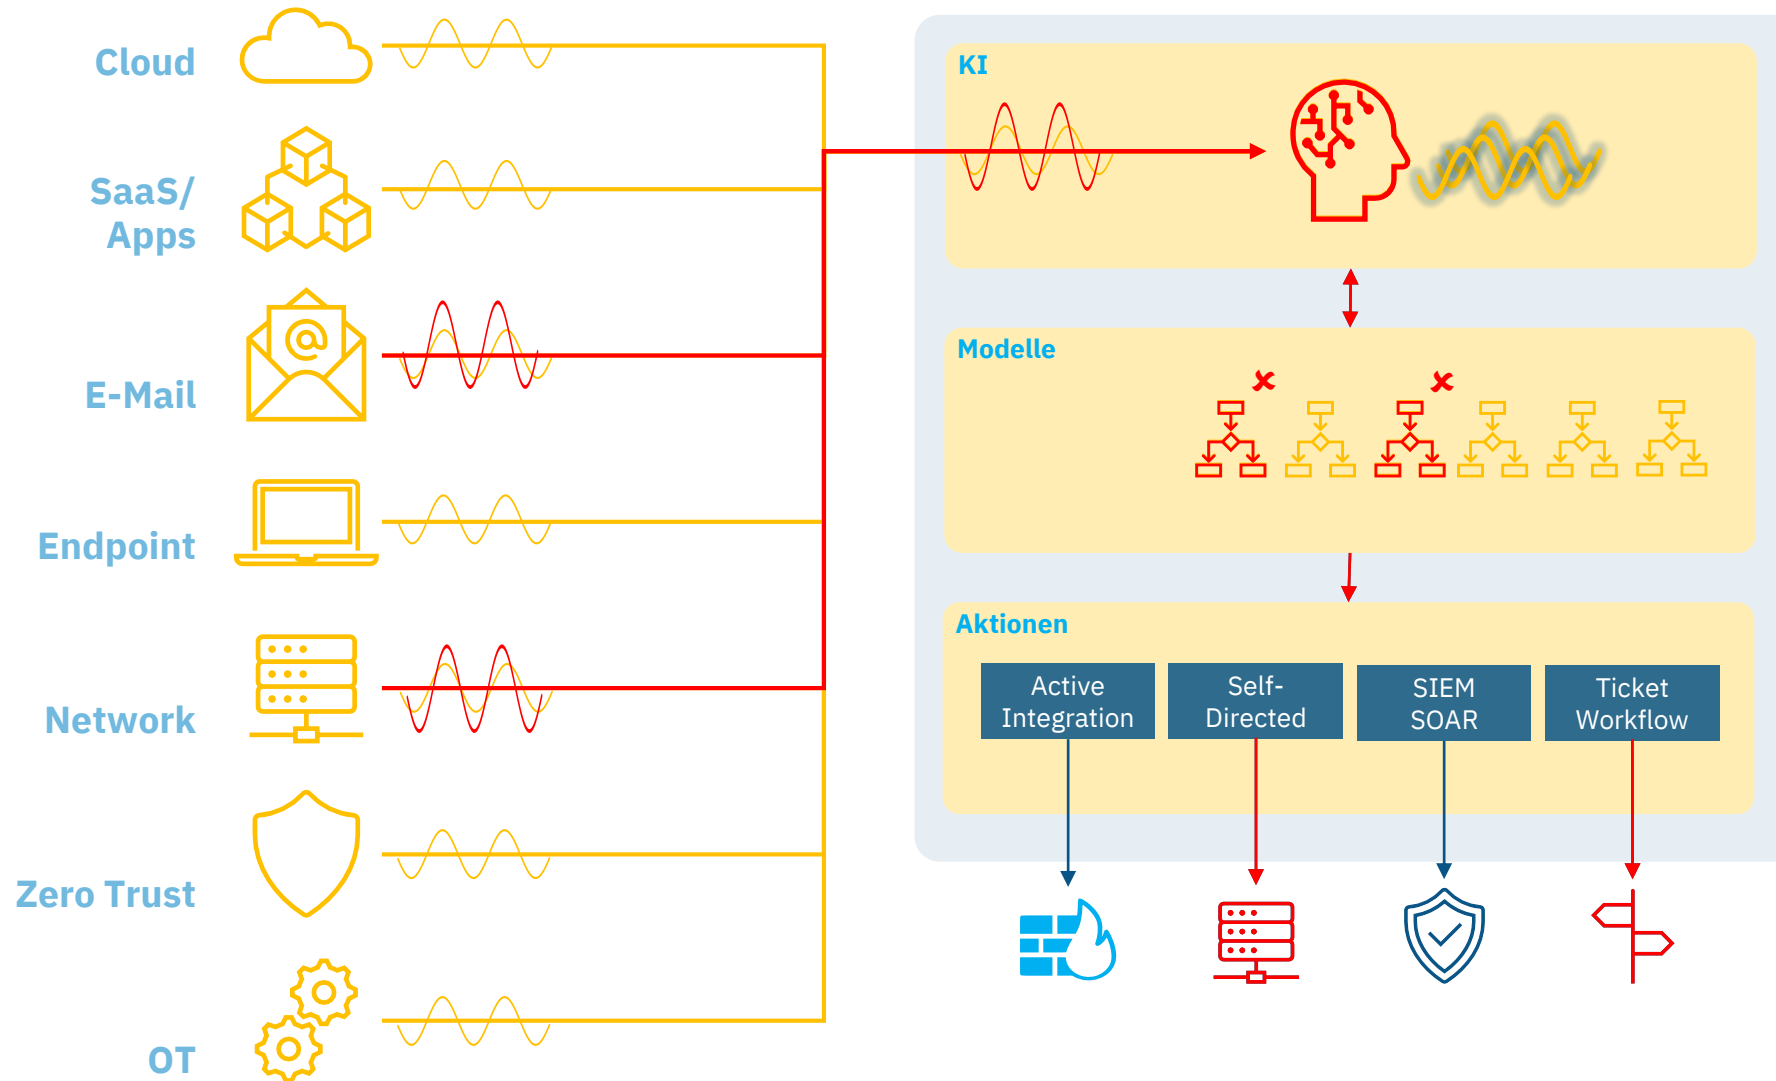 Cloud
SaaS/
Apps
E-Mail
Endpoint
Network
Zero Trust
OT
KI
Modelle
Aktionen
Active
Integration
Self-
Directed
SIEM
SOAR
Ticket
Workflow